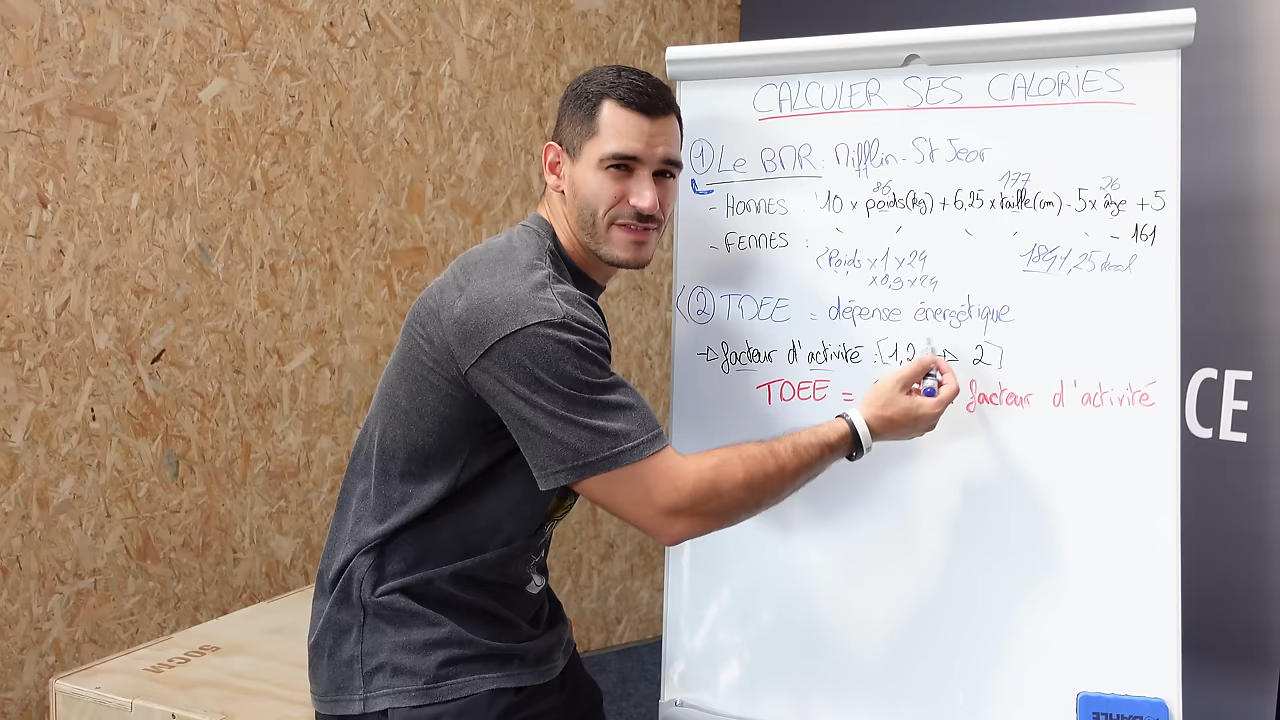 CALCULER SES CALORIES
① Le BMR : Mifflin - St Jeor
86 177 26
- HOMMES : 10 x poids(kg) + 6,25 x taille(cm) - 5 x âge + 5
- FEMMES : - 161
(Poids x 1 x 24
x 0,9 x 24
1841,25 kcal
② TDEE = dépense énergétique
→ facteur d'activité : [1,2 → 2]
TDEE = facteur d'activité
CE
50CM